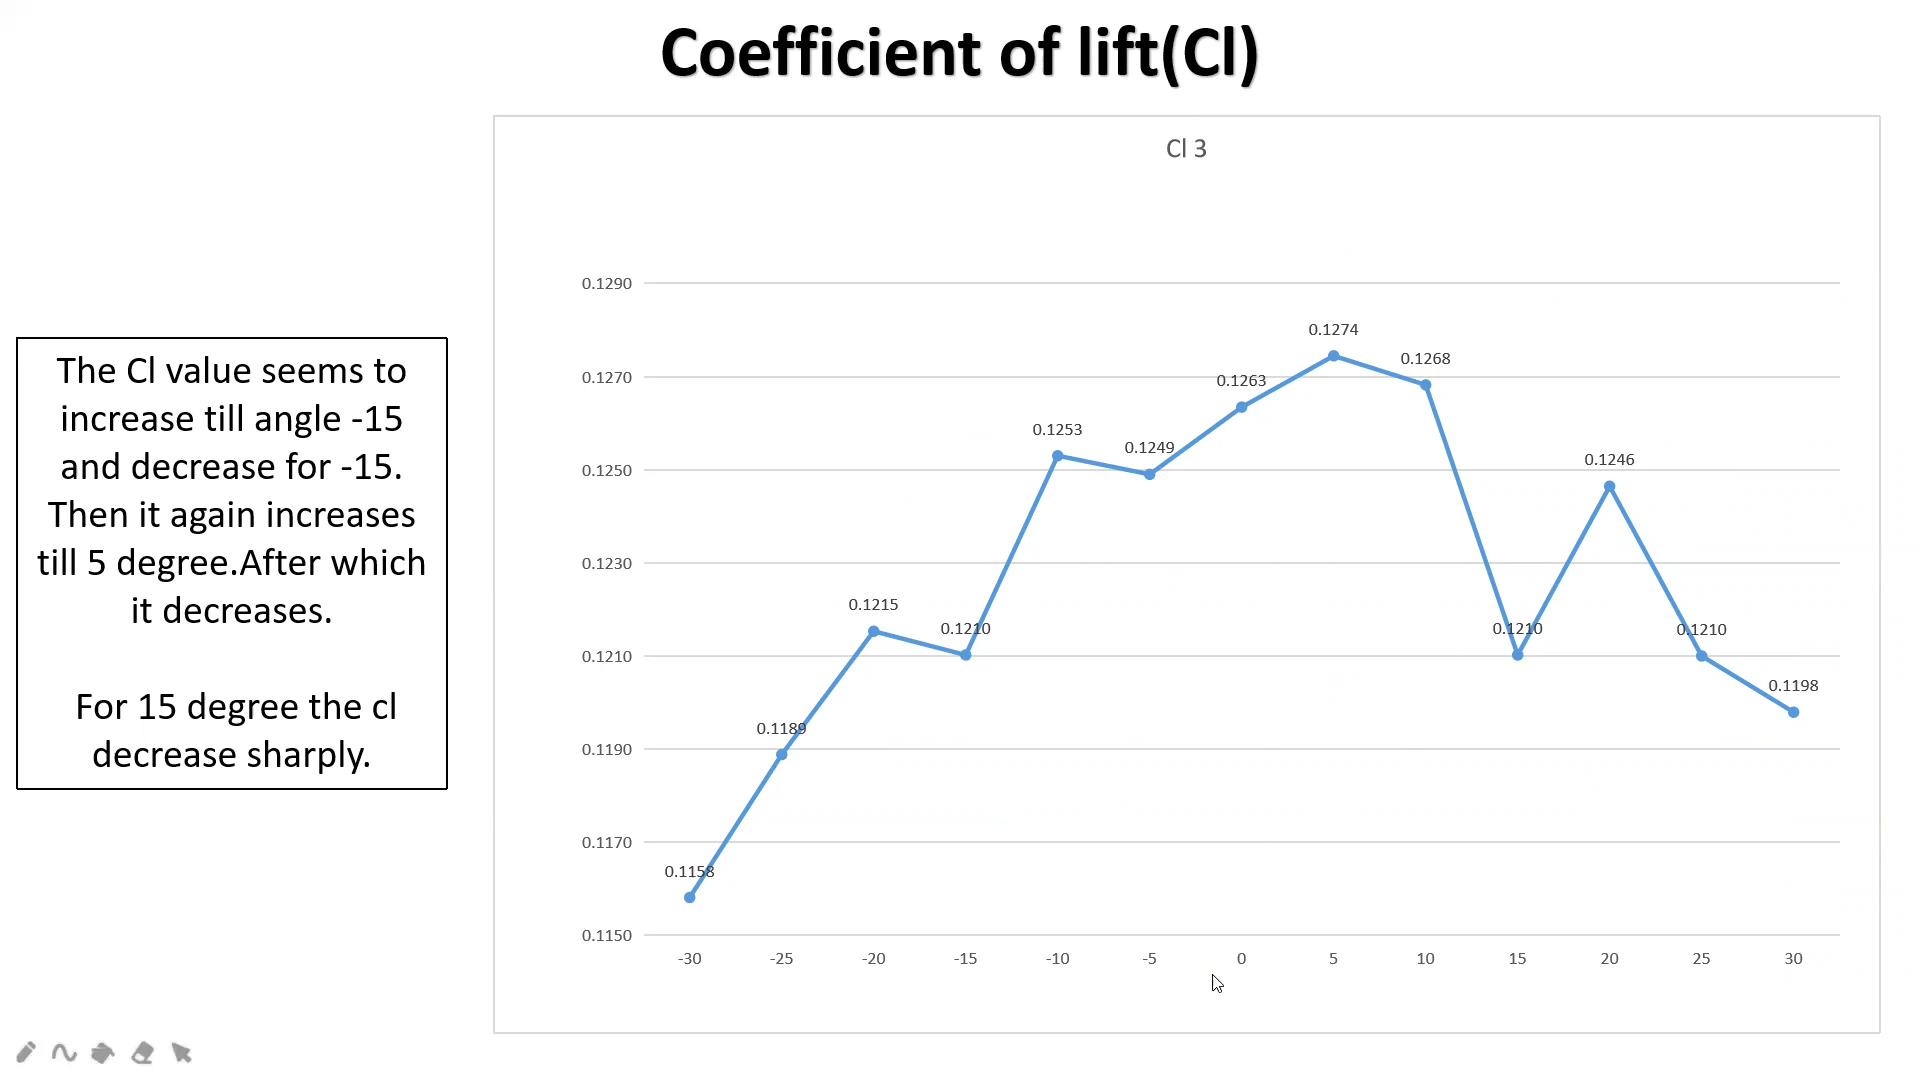 Coefficient of lift(Cl)
The Cl value seems to
increase till angle -15
and decrease for -15.
Then it again increases
till 5 degree.After which
it decreases.
For 15 degree the cl
decrease sharply.
Cl 3
0.1290
0.1270
0.1250
0.1230
0.1210
0.1190
0.1170
0.1150
0.1158
0.1189
0.1215
0.1210
0.1253
0.1249
0.1263
0.1274
0.1268
0.1210
0.1246
0.1210
0.1198
-30 -25 -20 -15 -10 -5 0 5 10 15 20 25 30